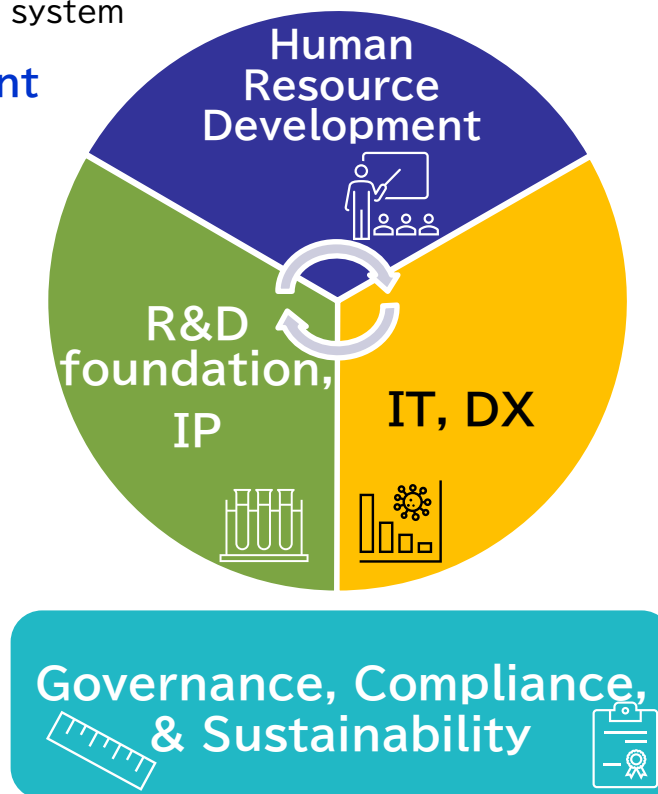 system
nt
Human
Resource
Development
R&D
foundation,
IP
IT, DX
Governance, Compliance,
& Sustainability